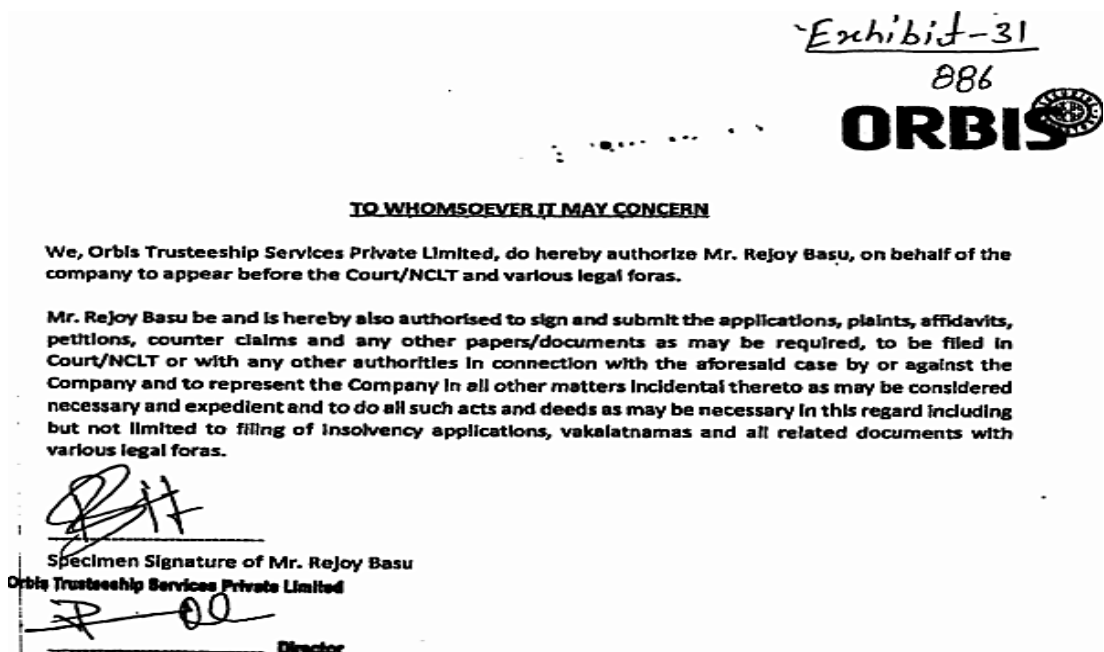 Exhibit-31
886
ORBIS
TO WHOMSOEVER IT MAY CONCERN
We, Orbis Trusteeship Services Private Limited, do hereby authorize Mr. Rejoy Basu, on behalf of the
company to appear before the Court/NCLT and various legal foras.
Mr. Rejoy Basu be and is hereby also authorised to sign and submit the applications, plaints, affidavits,
petitions, counter claims and any other papers/documents as may be required, to be filed in
Court/NCLT or with any other authorities in connection with the aforesaid case by or against the
Company and to represent the Company in all other matters incidental thereto as may be considered
necessary and expedient and to do all such acts and deeds as may be necessary in this regard including
but not limited to filing of insolvency applications, vakalatnamas and all related documents with
various legal foras.
Specimen Signature of Mr. Rejoy Basu
Orbis Trusteeship Services Private Limited
Director